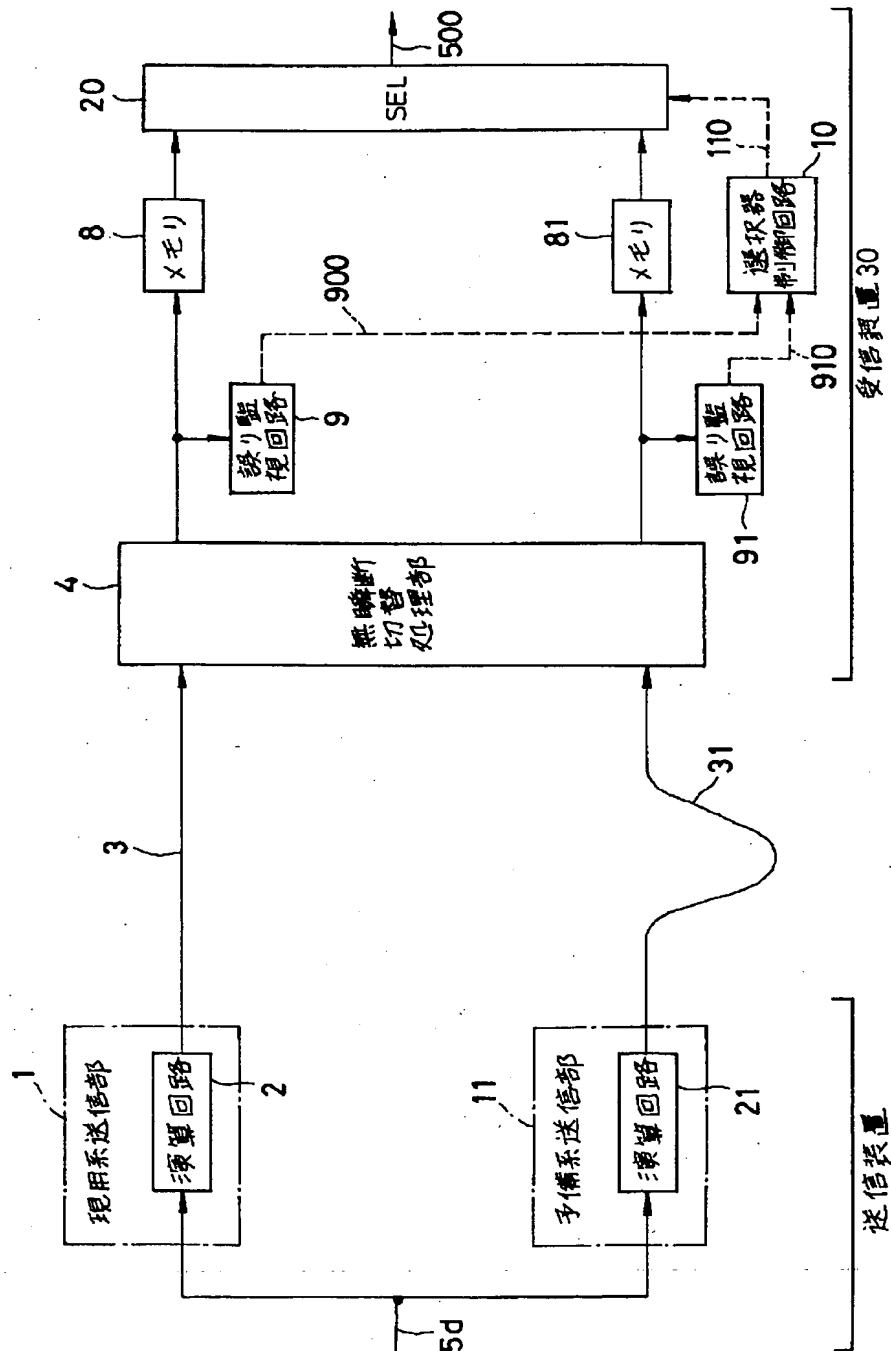 1
現用系送信部
演算回路
2
3
11
予備系送信部
演算回路
21
31
5d
送信装置
4
無瞬断
切替
処理部
誤り監
視回路
9
誤り監
視回路
91
8
メモリ
81
メモリ
900
910
選択器
制御回路
10
110
20
SEL
500
受信装置30